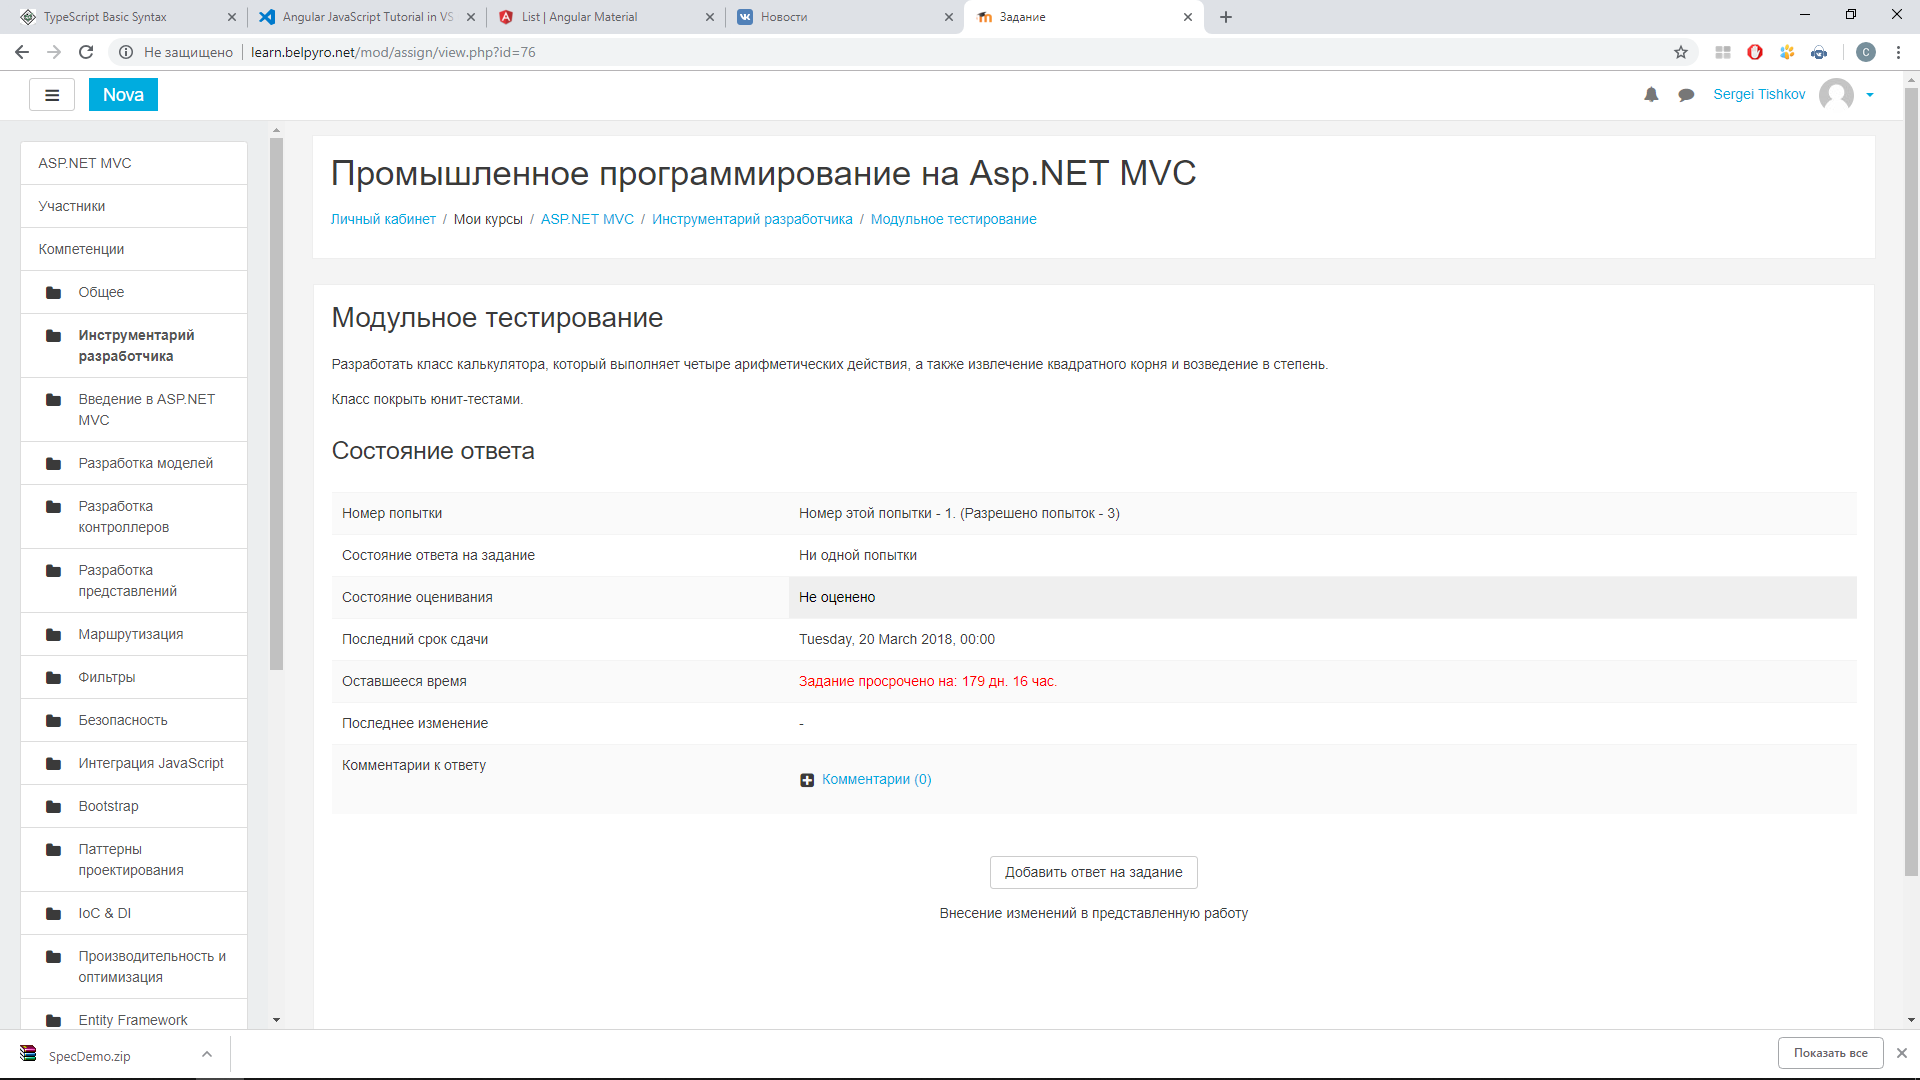 TypeScript Basic Syntax
Angular JavaScript Tutorial in VS
List | Angular Material
Новости
Задание
Не защищено
learn.belpyro.net/mod/assign/view.php?id=76
C
Nova
Sergei Tishkov
ASP.NET MVC
Участники
Компетенции
Общее
Инструментарий
разработчика
Введение в ASP.NET
MVC
Разработка моделей
Разработка
контроллеров
Разработка
представлений
Маршрутизация
Фильтры
Безопасность
Интеграция JavaScript
Bootstrap
Паттерны
проектирования
IoC & DI
Производительность и
оптимизация
Entity Framework
Промышленное программирование на Asp.NET MVC
Личный кабинет / Мои курсы / ASP.NET MVC / Инструментарий разработчика / Модульное тестирование
Модульное тестирование
Разработать класс калькулятора, который выполняет четыре арифметических действия, а также извлечение квадратного корня и возведение в степень.
Класс покрыть юнит-тестами.
Состояние ответа
Номер попытки Номер этой попытки - 1. (Разрешено попыток - 3)
Состояние ответа на задание Ни одной попытки
Состояние оценивания Не оценено
Последний срок сдачи Tuesday, 20 March 2018, 00:00
Оставшееся время Задание просрочено на: 179 дн. 16 час.
Последнее изменение -
Комментарии к ответу
Комментарии (0)
Добавить ответ на задание
Внесение изменений в представленную работу
SpecDemo.zip
Показать все